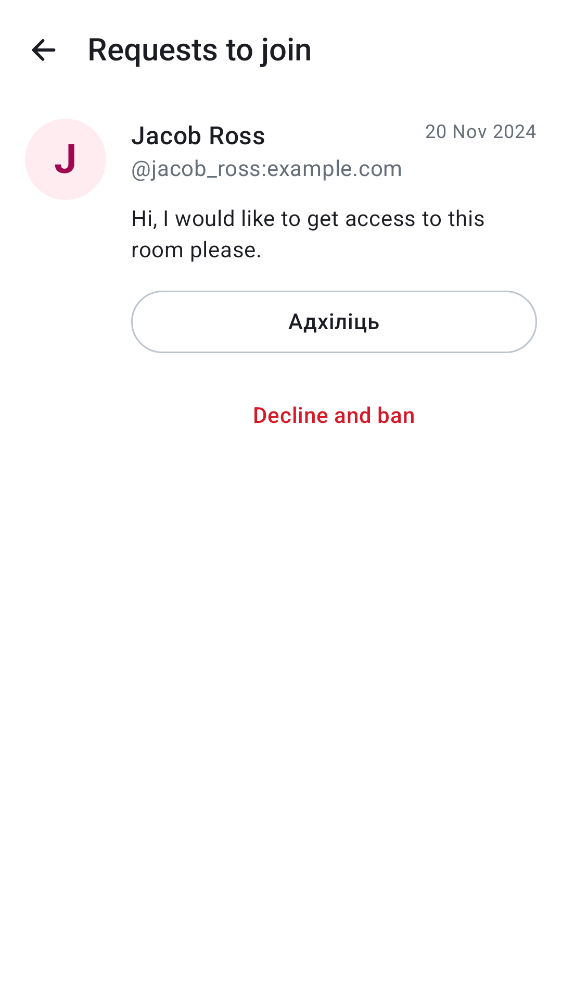 Requests to join
J
Jacob Ross
20 Nov 2024
@jacob_ross:example.com
Hi, I would like to get access to this
room please.
Адхіліць
Decline and ban